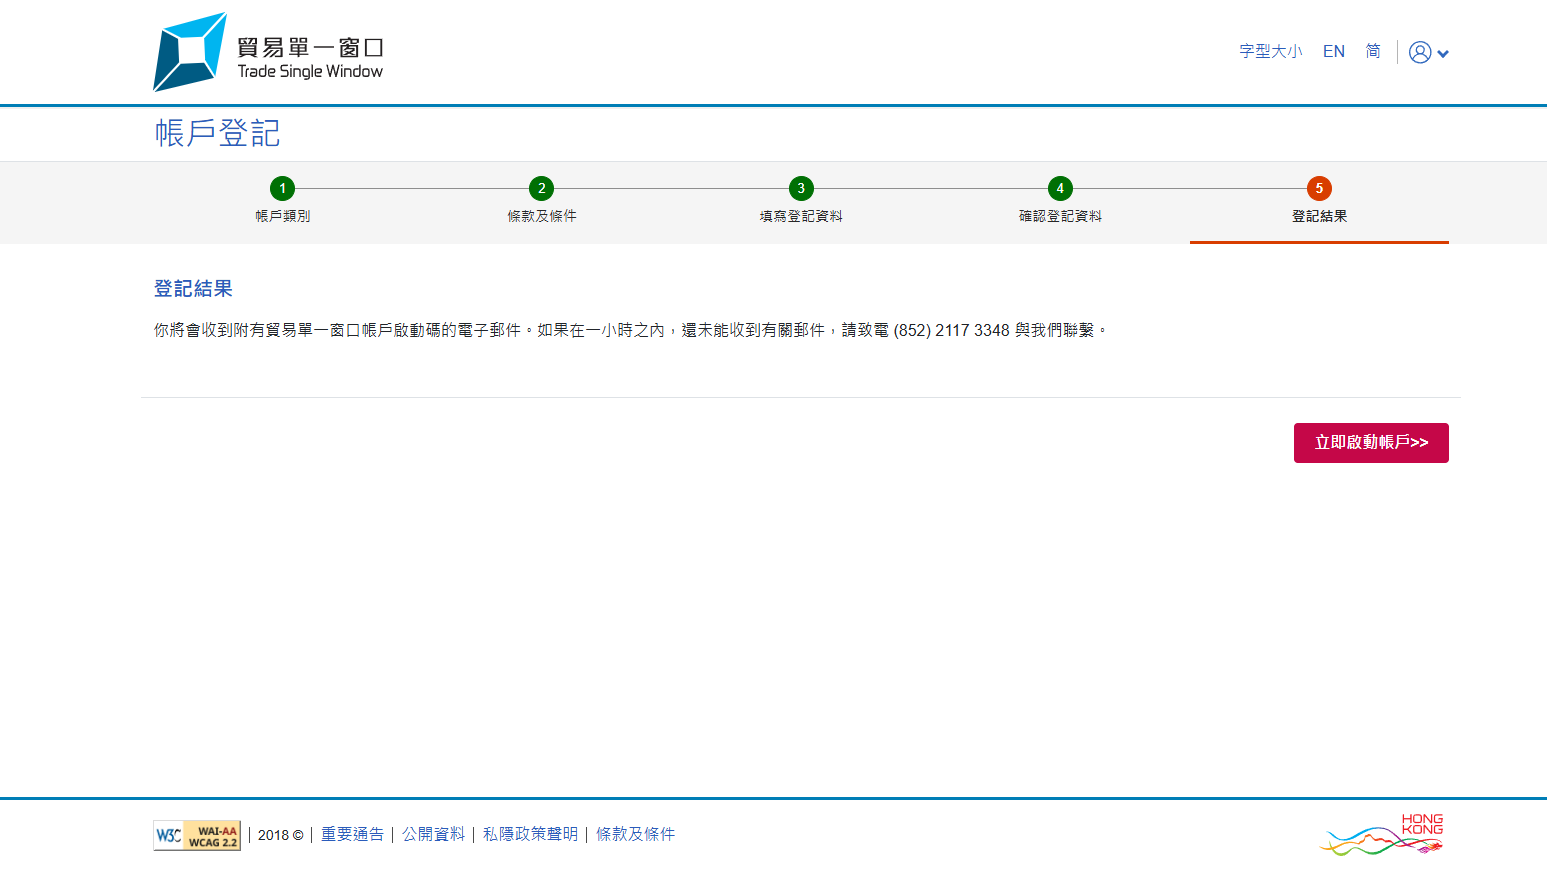 貿易單一窗口
Trade Single Window
字型大小 EN 简
帳戶登記
1 2 3 4 5
帳戶類別 條款及條件 填寫登記資料 確認登記資料 登記結果
登記結果
你將會收到附有貿易單一窗口帳戶啟動碼的電子郵件。如果在一小時之內，還未能收到有關郵件，請致電 (852) 2117 3348 與我們聯繫。
立即啟動帳戶>>
W3C WAI-AA
WCAG 2.2
2018 © | 重要通告 | 公開資料 | 私隱政策聲明 | 條款及條件
HONG
KONG